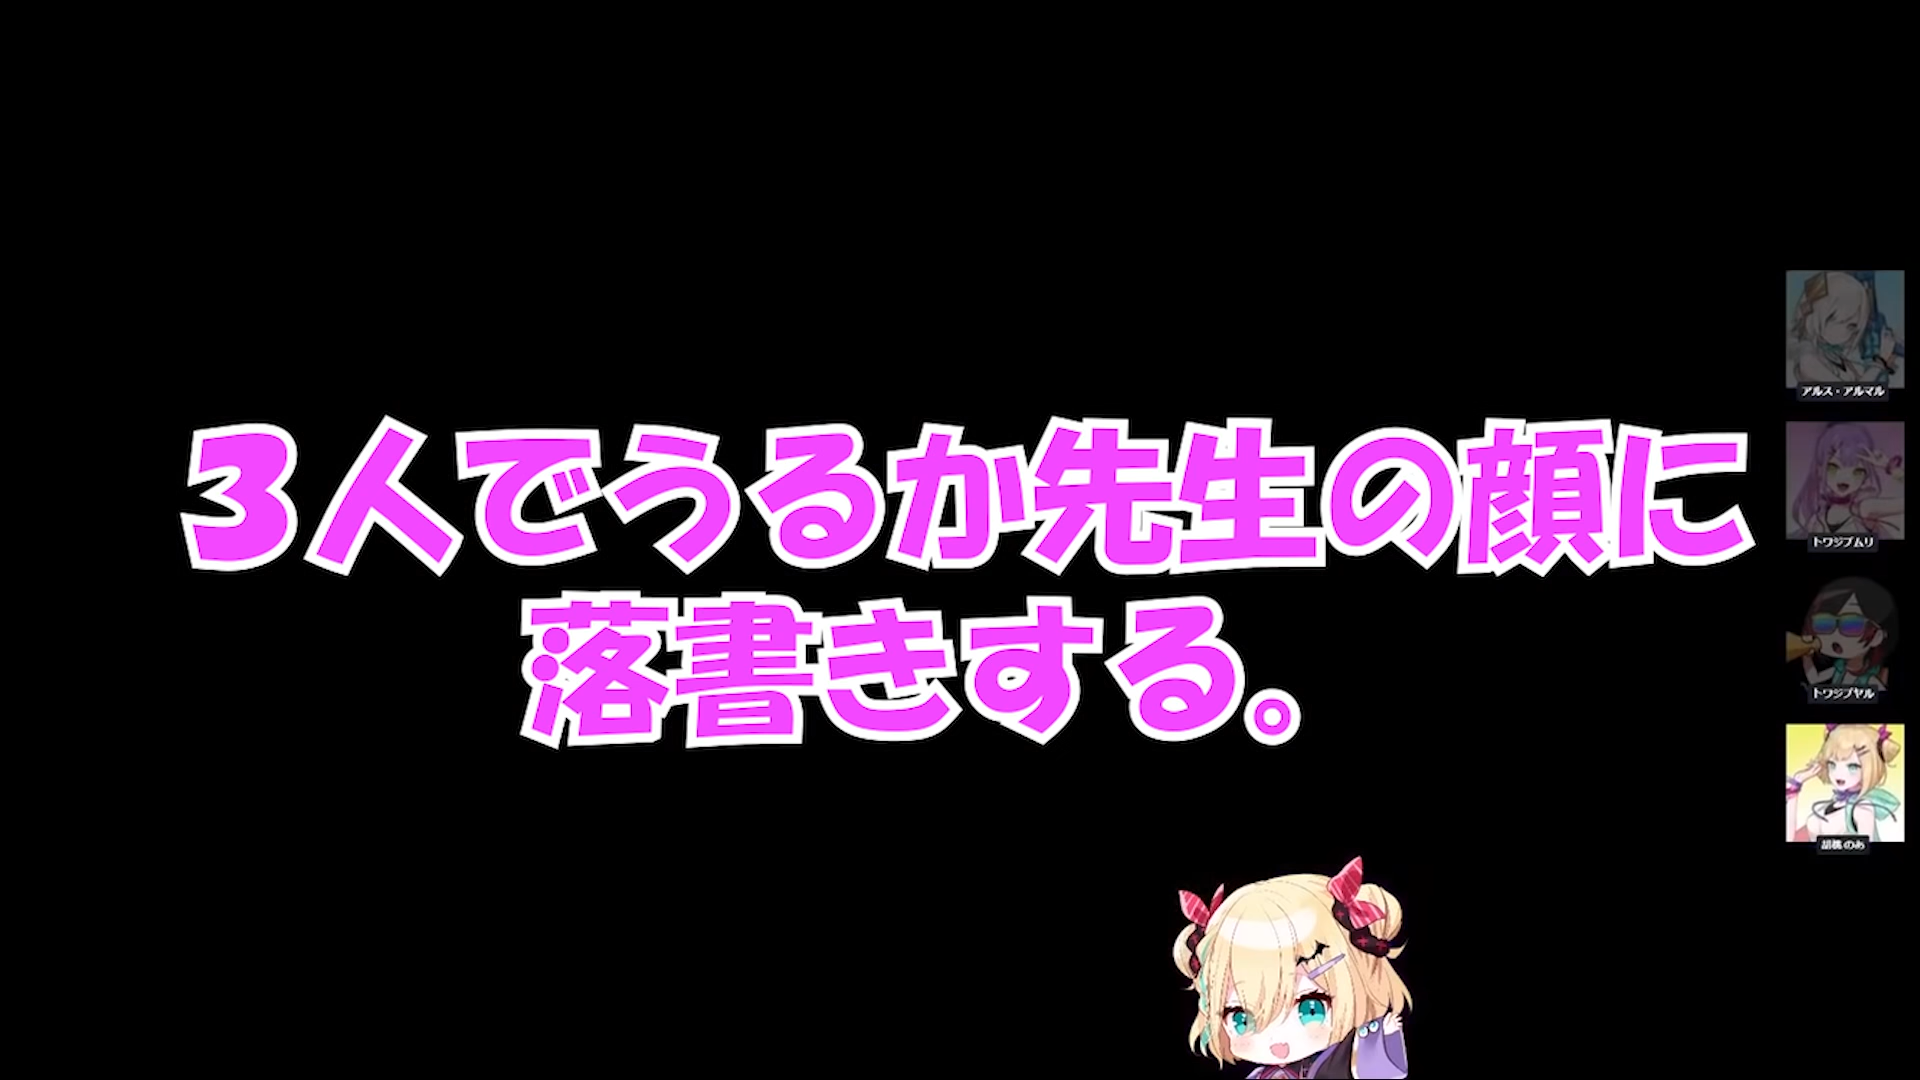 ３人でうるか先生の顔に
落書きする。
アルス・アルマル
トワジブムリ
トワジブヤル
胡桃のあ